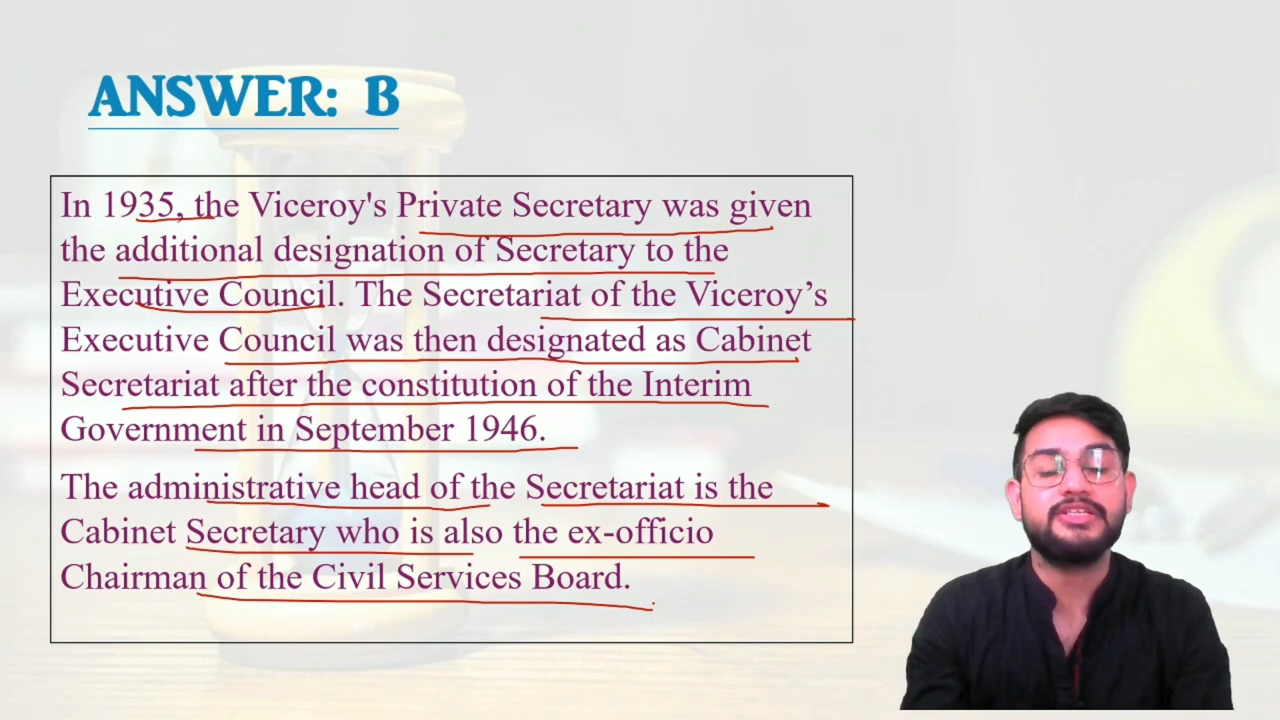 ANSWER: B
In 1935, the Viceroy's Private Secretary was given
the additional designation of Secretary to the
Executive Council. The Secretariat of the Viceroy’s
Executive Council was then designated as Cabinet
Secretariat after the constitution of the Interim
Government in September 1946.
The administrative head of the Secretariat is the
Cabinet Secretary who is also the ex-officio
Chairman of the Civil Services Board.